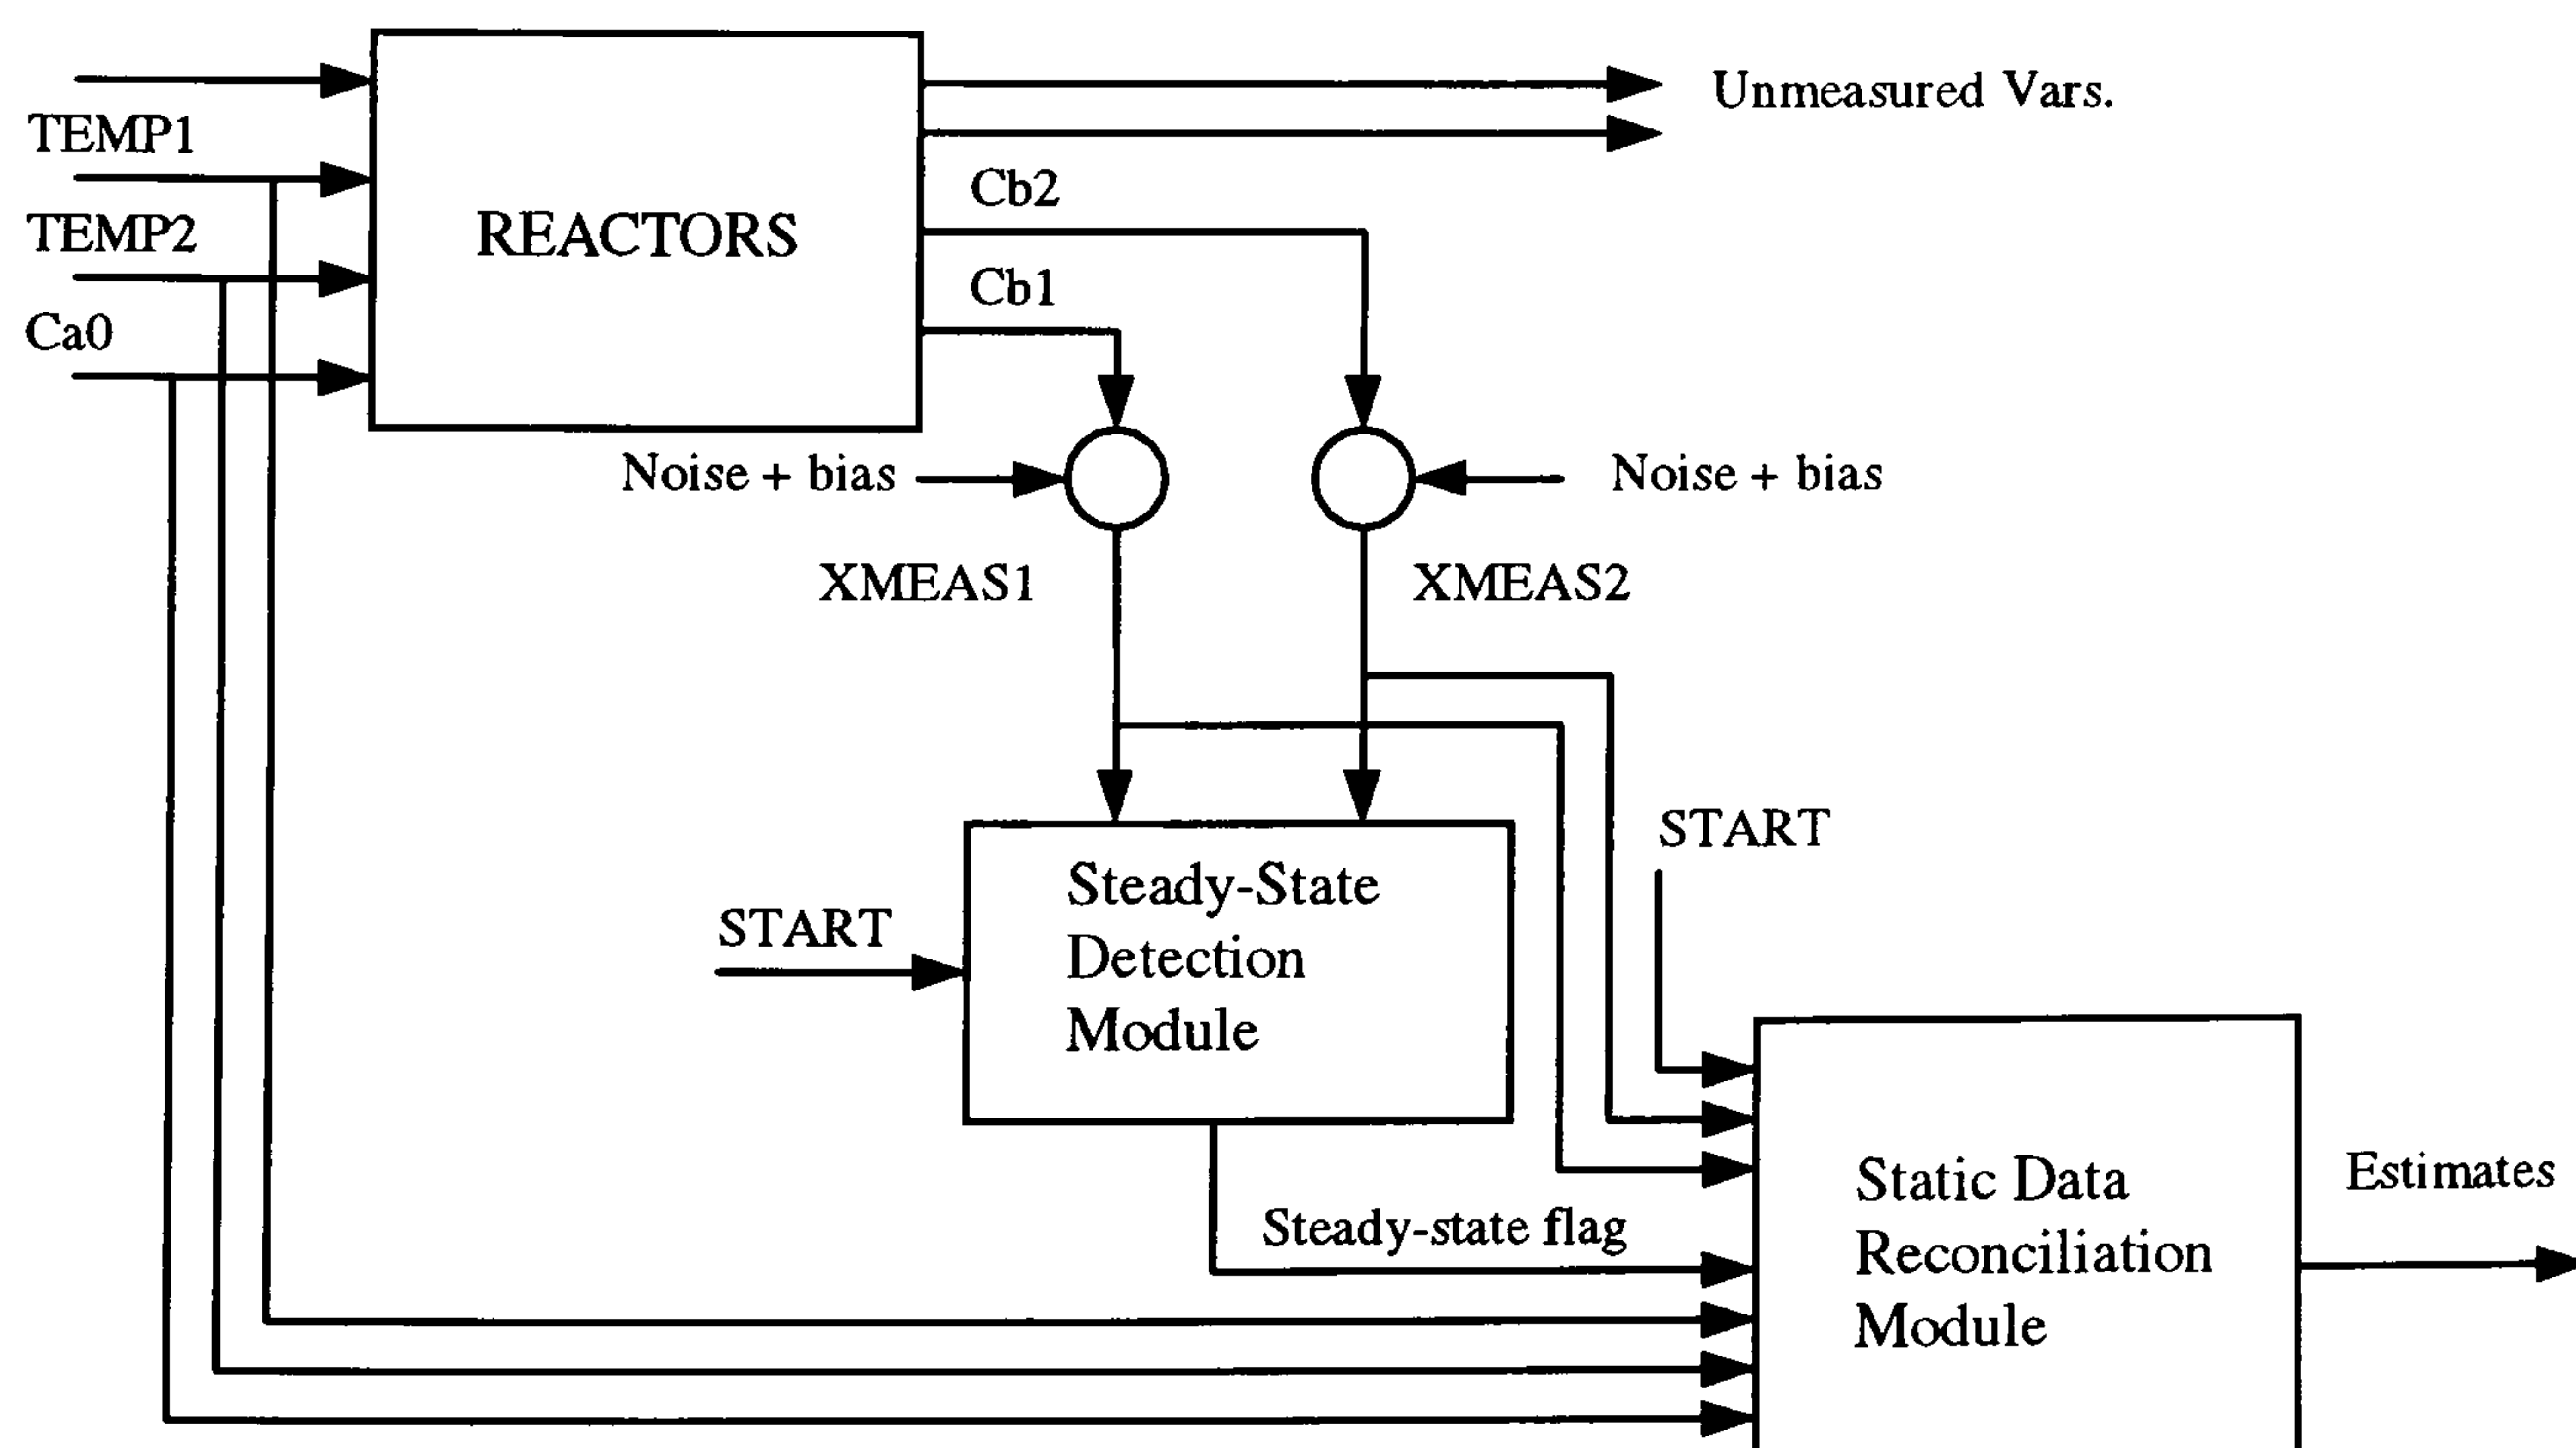 Unmeasured Vars.
TEMP1
Cb2
TEMP2
REACTORS
Cb1
Ca0
Noise + bias
Noise + bias
XMEAS1
XMEAS2
START
Steady-State
Detection
Module
START
Static Data
Reconciliation
Module
Estimates
Steady-state flag